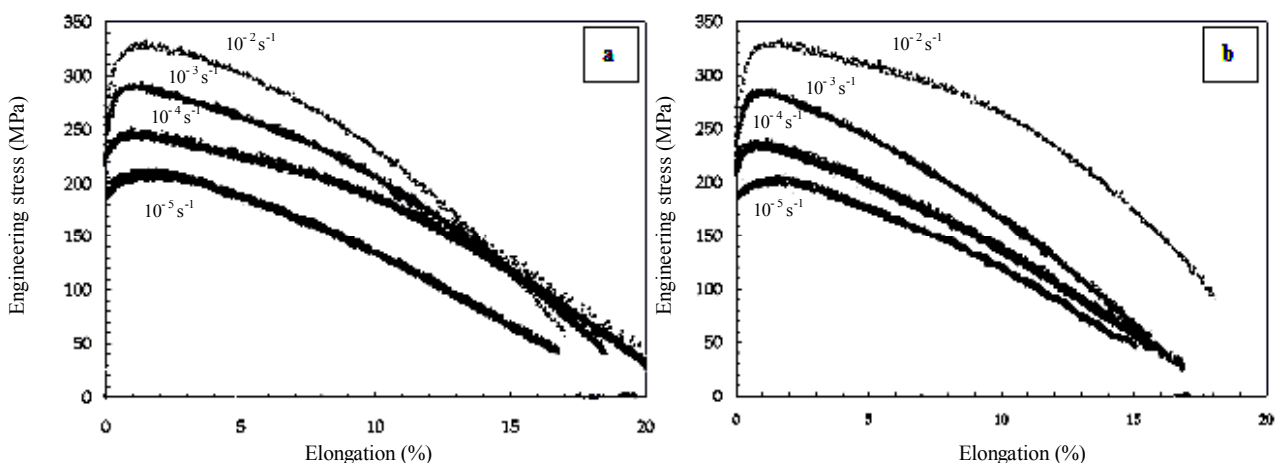 350
300
250
200
150
100
50
0
Engineering stress (MPa)
a
10⁻² s⁻¹
10⁻³ s⁻¹
10⁻⁴ s⁻¹
10⁻⁵ s⁻¹
0 5 10 15 20
Elongation (%)
350
300
250
200
150
100
50
0
Engineering stress (MPa)
b
10⁻² s⁻¹
10⁻³ s⁻¹
10⁻⁴ s⁻¹
10⁻⁵ s⁻¹
0 5 10 15 20
Elongation (%)